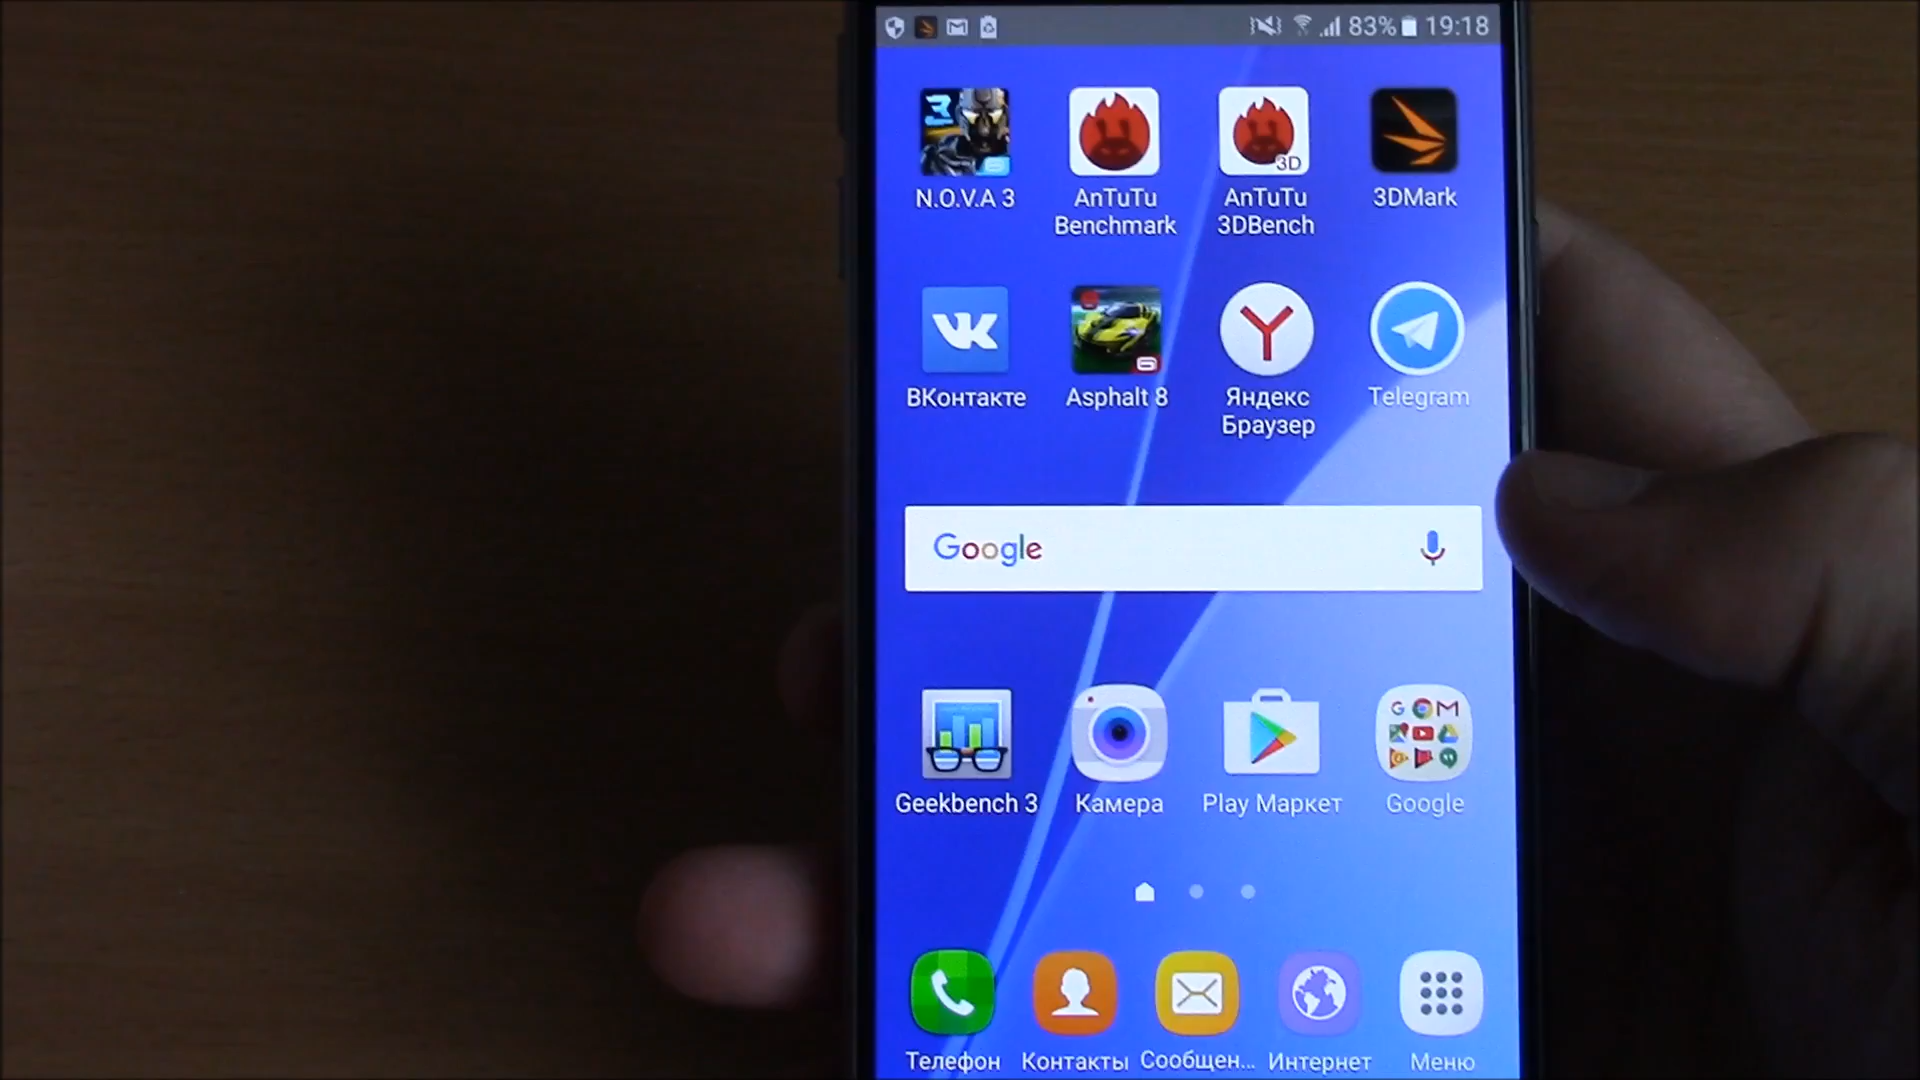 83% 19:18
N.O.V.A 3
AnTuTu
Benchmark
3D
AnTuTu
3DBench
3DMark
ВКонтакте
Asphalt 8
Яндекс
Браузер
Telegram
Google
Geekbench 3
Камера
Play Маркет
Google
Телефон
Контакты
Сообщен...
Интернет
Меню